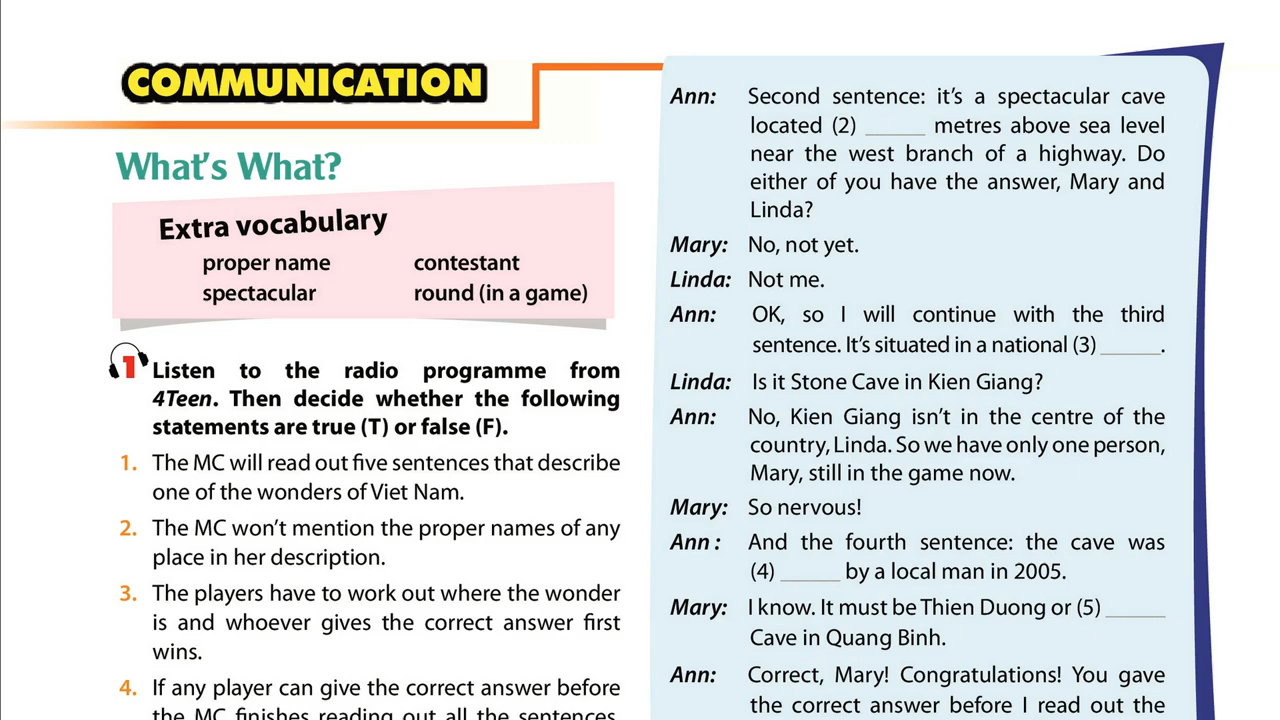 COMMUNICATION
What's What?
Extra vocabulary
proper name contestant
spectacular round (in a game)
1 Listen to the radio programme from
4Teen. Then decide whether the following
statements are true (T) or false (F).
1. The MC will read out five sentences that describe
one of the wonders of Viet Nam.
2. The MC won't mention the proper names of any
place in her description.
3. The players have to work out where the wonder
is and whoever gives the correct answer first
wins.
4. If any player can give the correct answer before
the MC finishes reading out all the sentences,
Ann: Second sentence: it's a spectacular cave
located (2) ______ metres above sea level
near the west branch of a highway. Do
either of you have the answer, Mary and
Linda?
Mary: No, not yet.
Linda: Not me.
Ann: OK, so I will continue with the third
sentence. It's situated in a national (3) ______.
Linda: Is it Stone Cave in Kien Giang?
Ann: No, Kien Giang isn't in the centre of the
country, Linda. So we have only one person,
Mary, still in the game now.
Mary: So nervous!
Ann : And the fourth sentence: the cave was
(4) ______ by a local man in 2005.
Mary: I know. It must be Thien Duong or (5) ______
Cave in Quang Binh.
Ann: Correct, Mary! Congratulations! You gave
the correct answer before I read out the